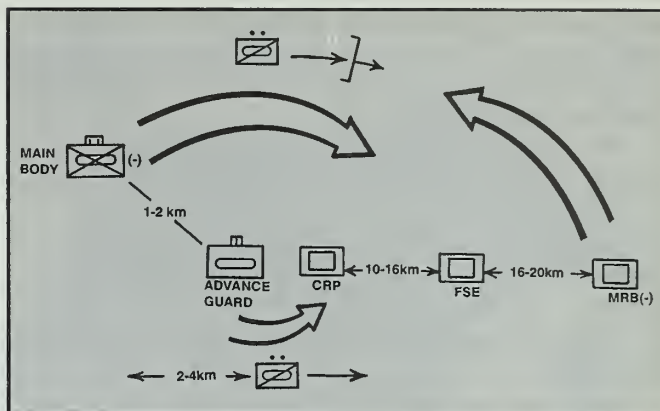 MAIN
BODY
(-)
1-2 km
ADVANCE
GUARD
CRP
10-16km
FSE
16-20km
MRB(-)
2-4km